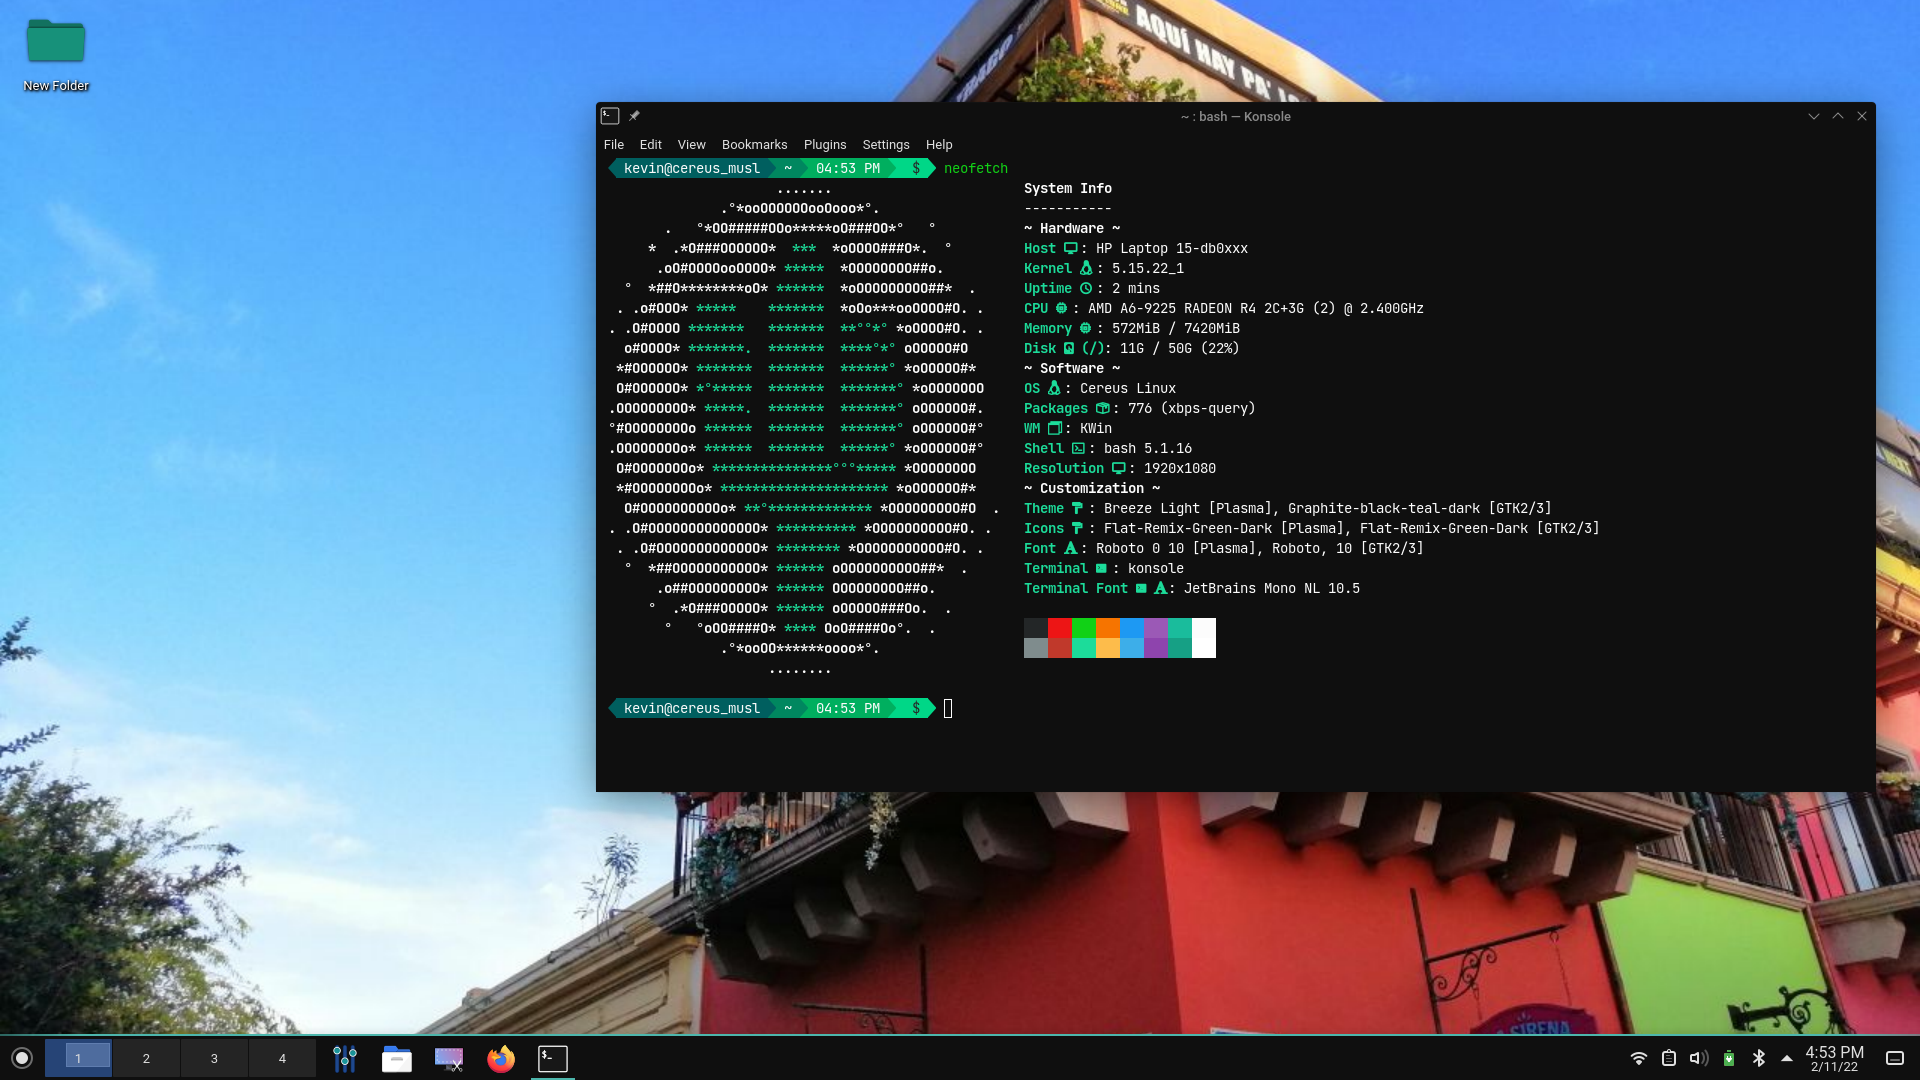 New Folder
AQUÍ HAY PA'
~ : bash — Konsole
File Edit View Bookmarks Plugins Settings Help
kevin@cereus_musl ~ 04:53 PM $ neofetch
System Info
-----------
~ Hardware ~
Host : HP Laptop 15-db0xxx
Kernel : 5.15.22_1
Uptime : 2 mins
CPU : AMD A6-9225 RADEON R4 2C+3G (2) @ 2.400GHz
Memory : 572MiB / 7420MiB
Disk (/): 11G / 50G (22%)
~ Software ~
OS : Cereus Linux
Packages : 776 (xbps-query)
WM : KWin
Shell : bash 5.1.16
Resolution : 1920x1080
~ Customization ~
Theme : Breeze Light [Plasma], Graphite-black-teal-dark [GTK2/3]
Icons : Flat-Remix-Green-Dark [Plasma], Flat-Remix-Green-Dark [GTK2/3]
Font : Roboto 0 10 [Plasma], Roboto, 10 [GTK2/3]
Terminal : konsole
Terminal Font : JetBrains Mono NL 10.5
kevin@cereus_musl ~ 04:53 PM $
SIRENA
1 2 3 4
4:53 PM
2/11/22